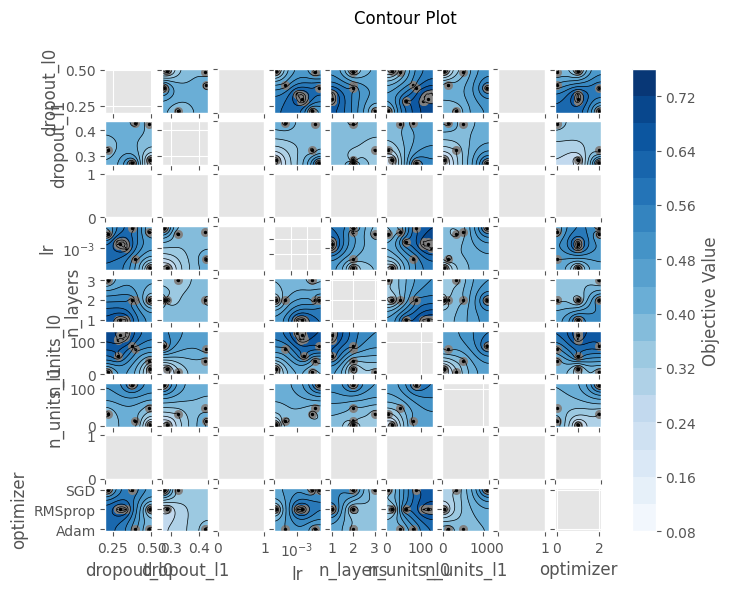 Contour Plot
dropout_l0
0.50
0.25
dropout_l1
0.4
0.3
1
0
lr
10⁻³
n_layers
3
2
1
n_units_l0
100
0
n_units_l1
100
0
1
0
optimizer
SGD
RMSprop
Adam
0.25 0.50
0.3 0.4
0 1
10⁻³
1 2 3
0 100
0 100
0 1
0 2
dropout_l0
dropout_l1
lr
n_layers
n_units_l0
n_units_l1
optimizer
0.72
0.64
0.56
0.48
0.40
0.32
0.24
0.16
0.08
Objective Value